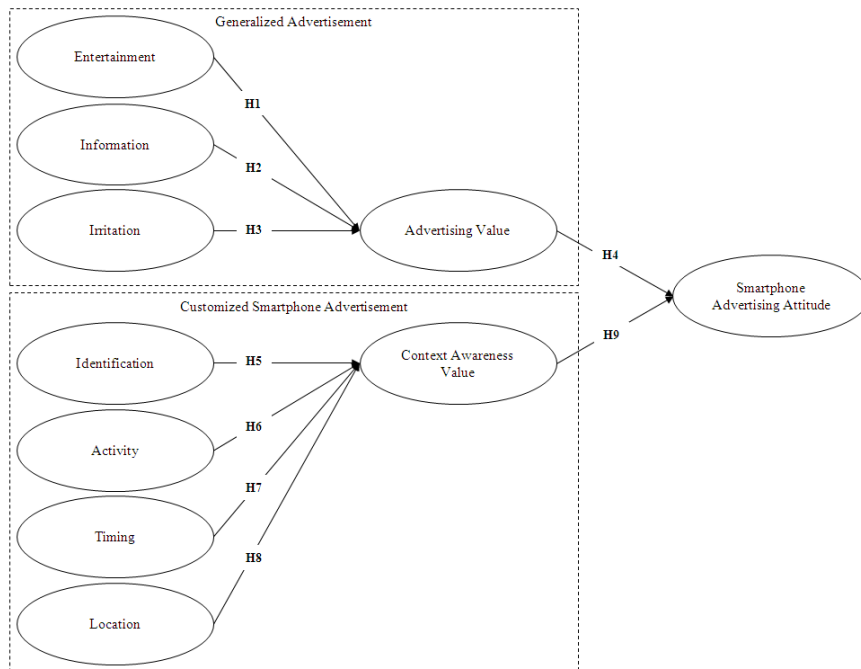 Generalized Advertisement
Entertainment
H1
Information
H2
Irritation
H3
Advertising Value
H4
Smartphone
Advertising Attitude
Customized Smartphone Advertisement
Identification
H5
Context Awareness
Value
H9
Activity
H6
H7
Timing
H8
Location